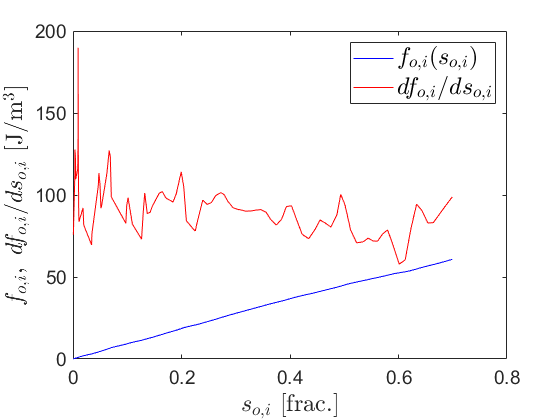 200
150
100
50
0
0
0.2
0.4
0.6
0.8
f_{o,i}, df_{o,i}/ds_{o,i} [J/m^3]
s_{o,i} [frac.]
f_{o,i}(s_{o,i})
df_{o,i}/ds_{o,i}